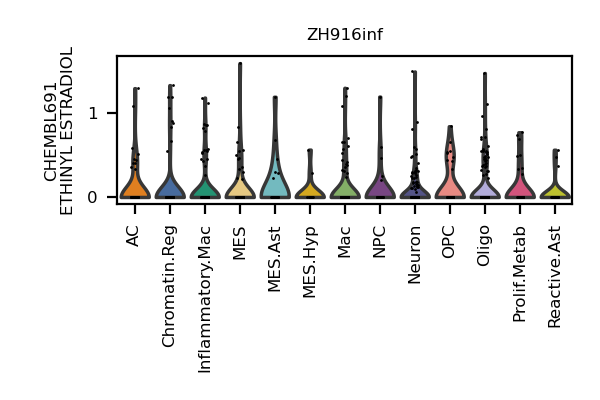 ZH916inf
CHEMBL691
ETHINYL ESTRADIOL
1
0
AC
Chromatin.Reg
Inflammatory.Mac
MES
MES.Ast
MES.Hyp
Mac
NPC
Neuron
OPC
Oligo
Prolif.Metab
Reactive.Ast